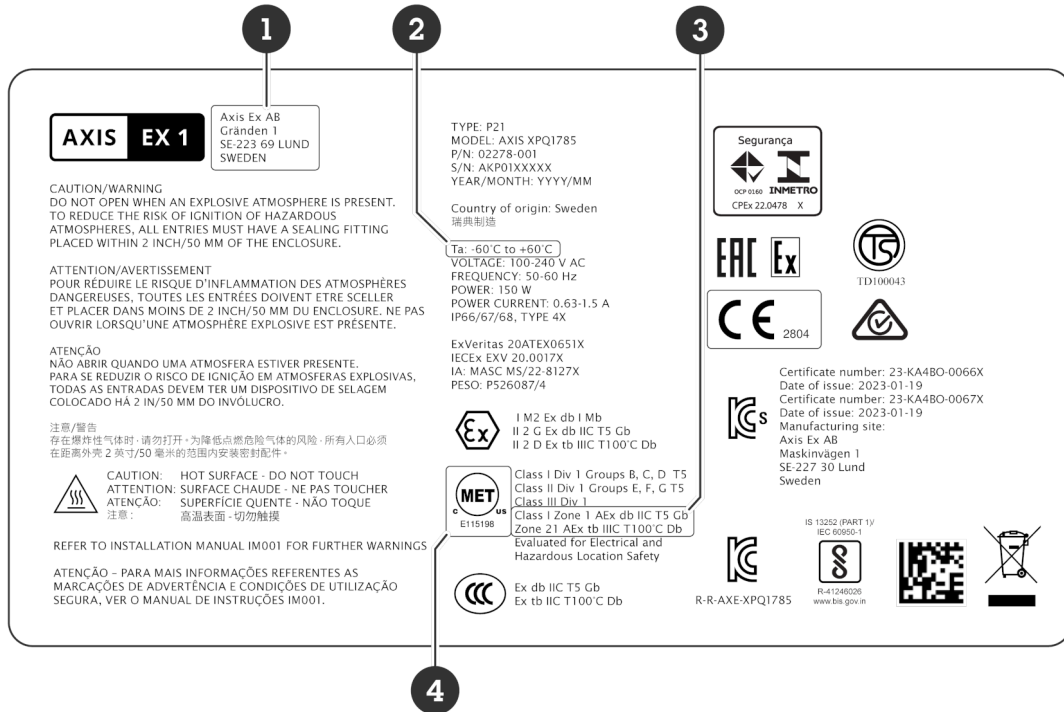 1
2
3
4
AXIS EX 1
Axis Ex AB
Gränden 1
SE-223 69 LUND
SWEDEN
CAUTION/WARNING
DO NOT OPEN WHEN AN EXPLOSIVE ATMOSPHERE IS PRESENT.
TO REDUCE THE RISK OF IGNITION OF HAZARDOUS
ATMOSPHERES, ALL ENTRIES MUST HAVE A SEALING FITTING
PLACED WITHIN 2 INCH/50 MM OF THE ENCLOSURE.
ATTENTION/AVERTISSEMENT
POUR RÉDUIRE LE RISQUE D'INFLAMMATION DES ATMOSPHÈRES
DANGEREUSES, TOUTES LES ENTRÉES DOIVENT ETRE SCELLER
ET PLACER DANS MOINS DE 2 INCH/50 MM DU ENCLOSURE. NE PAS
OUVRIR LORSQU'UNE ATMOSPHÈRE EXPLOSIVE EST PRÉSENTE.
ATENÇÃO
NÃO ABRIR QUANDO UMA ATMOSFERA ESTIVER PRESENTE.
PARA SE REDUZIR O RISCO DE IGNIÇÃO EM ATMOSFERAS EXPLOSIVAS,
TODAS AS ENTRADAS DEVEM TER UM DISPOSITIVO DE SELAGEM
COLOCADO HÁ 2 IN/50 MM DO INVÓLUCRO.
注意/警告
存在爆炸性气体时，请勿打开。为降低点燃危险气体的风险，所有人口必须
在距离外壳 2 英寸/50 毫米的范围内安装密封配件。
CAUTION: HOT SURFACE - DO NOT TOUCH
ATTENTION: SURFACE CHAUDE - NE PAS TOUCHER
ATENÇÃO: SUPERFÍCIE QUENTE - NÃO TOQUE
注意： 高温表面 - 切勿触摸
REFER TO INSTALLATION MANUAL IM001 FOR FURTHER WARNINGS
ATENÇÃO – PARA MAIS INFORMAÇÕES REFERENTES AS
MARCAÇÕES DE ADVERTÊNCIA E CONDIÇÕES DE UTILIZAÇÃO
SEGURA, VER O MANUAL DE INSTRUÇÕES IM001.
TYPE: P21
MODEL: AXIS XPQ1785
P/N: 02278-001
S/N: AKP01XXXXX
YEAR/MONTH: YYYY/MM
Country of origin: Sweden
瑞典制造
Ta: -60°C to +60°C
VOLTAGE: 100-240 V AC
FREQUENCY: 50-60 Hz
POWER: 150 W
POWER CURRENT: 0.63-1.5 A
IP66/67/68, TYPE 4X
ExVeritas 20ATEX0651X
IECEx EXV 20.0017X
IA: MASC MS/22-8127X
PESO: P526087/4
Ex
I M2 Ex db I Mb
II 2 G Ex db IIC T5 Gb
II 2 D Ex tb IIIC T100°C Db
MET
C US
E115198
Class I Div 1 Groups B, C, D T5
Class II Div 1 Groups E, F, G T5
Class III Div 1
Class I Zone 1 AEx db IIC T5 Gb
Zone 21 AEx tb IIIC T100°C Db
Evaluated for Electrical and
Hazardous Location Safety
CCC
Ex db IIC T5 Gb
Ex tb IIC T100°C Db
Segurança
OCP 0160 INMETRO
CPEx 22.0478 X
EAC Ex
TS
TD100043
CE 2804
KC S
Certificate number: 23-KA4BO-0066X
Date of issue: 2023-01-19
Certificate number: 23-KA4BO-0067X
Date of issue: 2023-01-19
Manufacturing site:
Axis Ex AB
Maskinvägen 1
SE-227 30 Lund
Sweden
KC
R-R-AXE-XPQ1785
IS 13252 (PART 1)/
IEC 60950-1
R-41246026
www.bis.gov.in